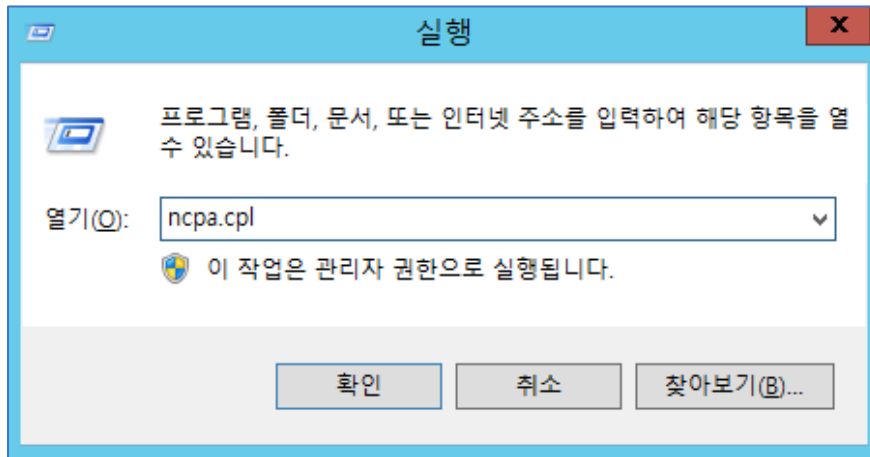 실행
x
프로그램, 폴더, 문서, 또는 인터넷 주소를 입력하여 해당 항목을 열
수 있습니다.
열기(O): ncpa.cpl
이 작업은 관리자 권한으로 실행됩니다.
확인 취소 찾아보기(B)...